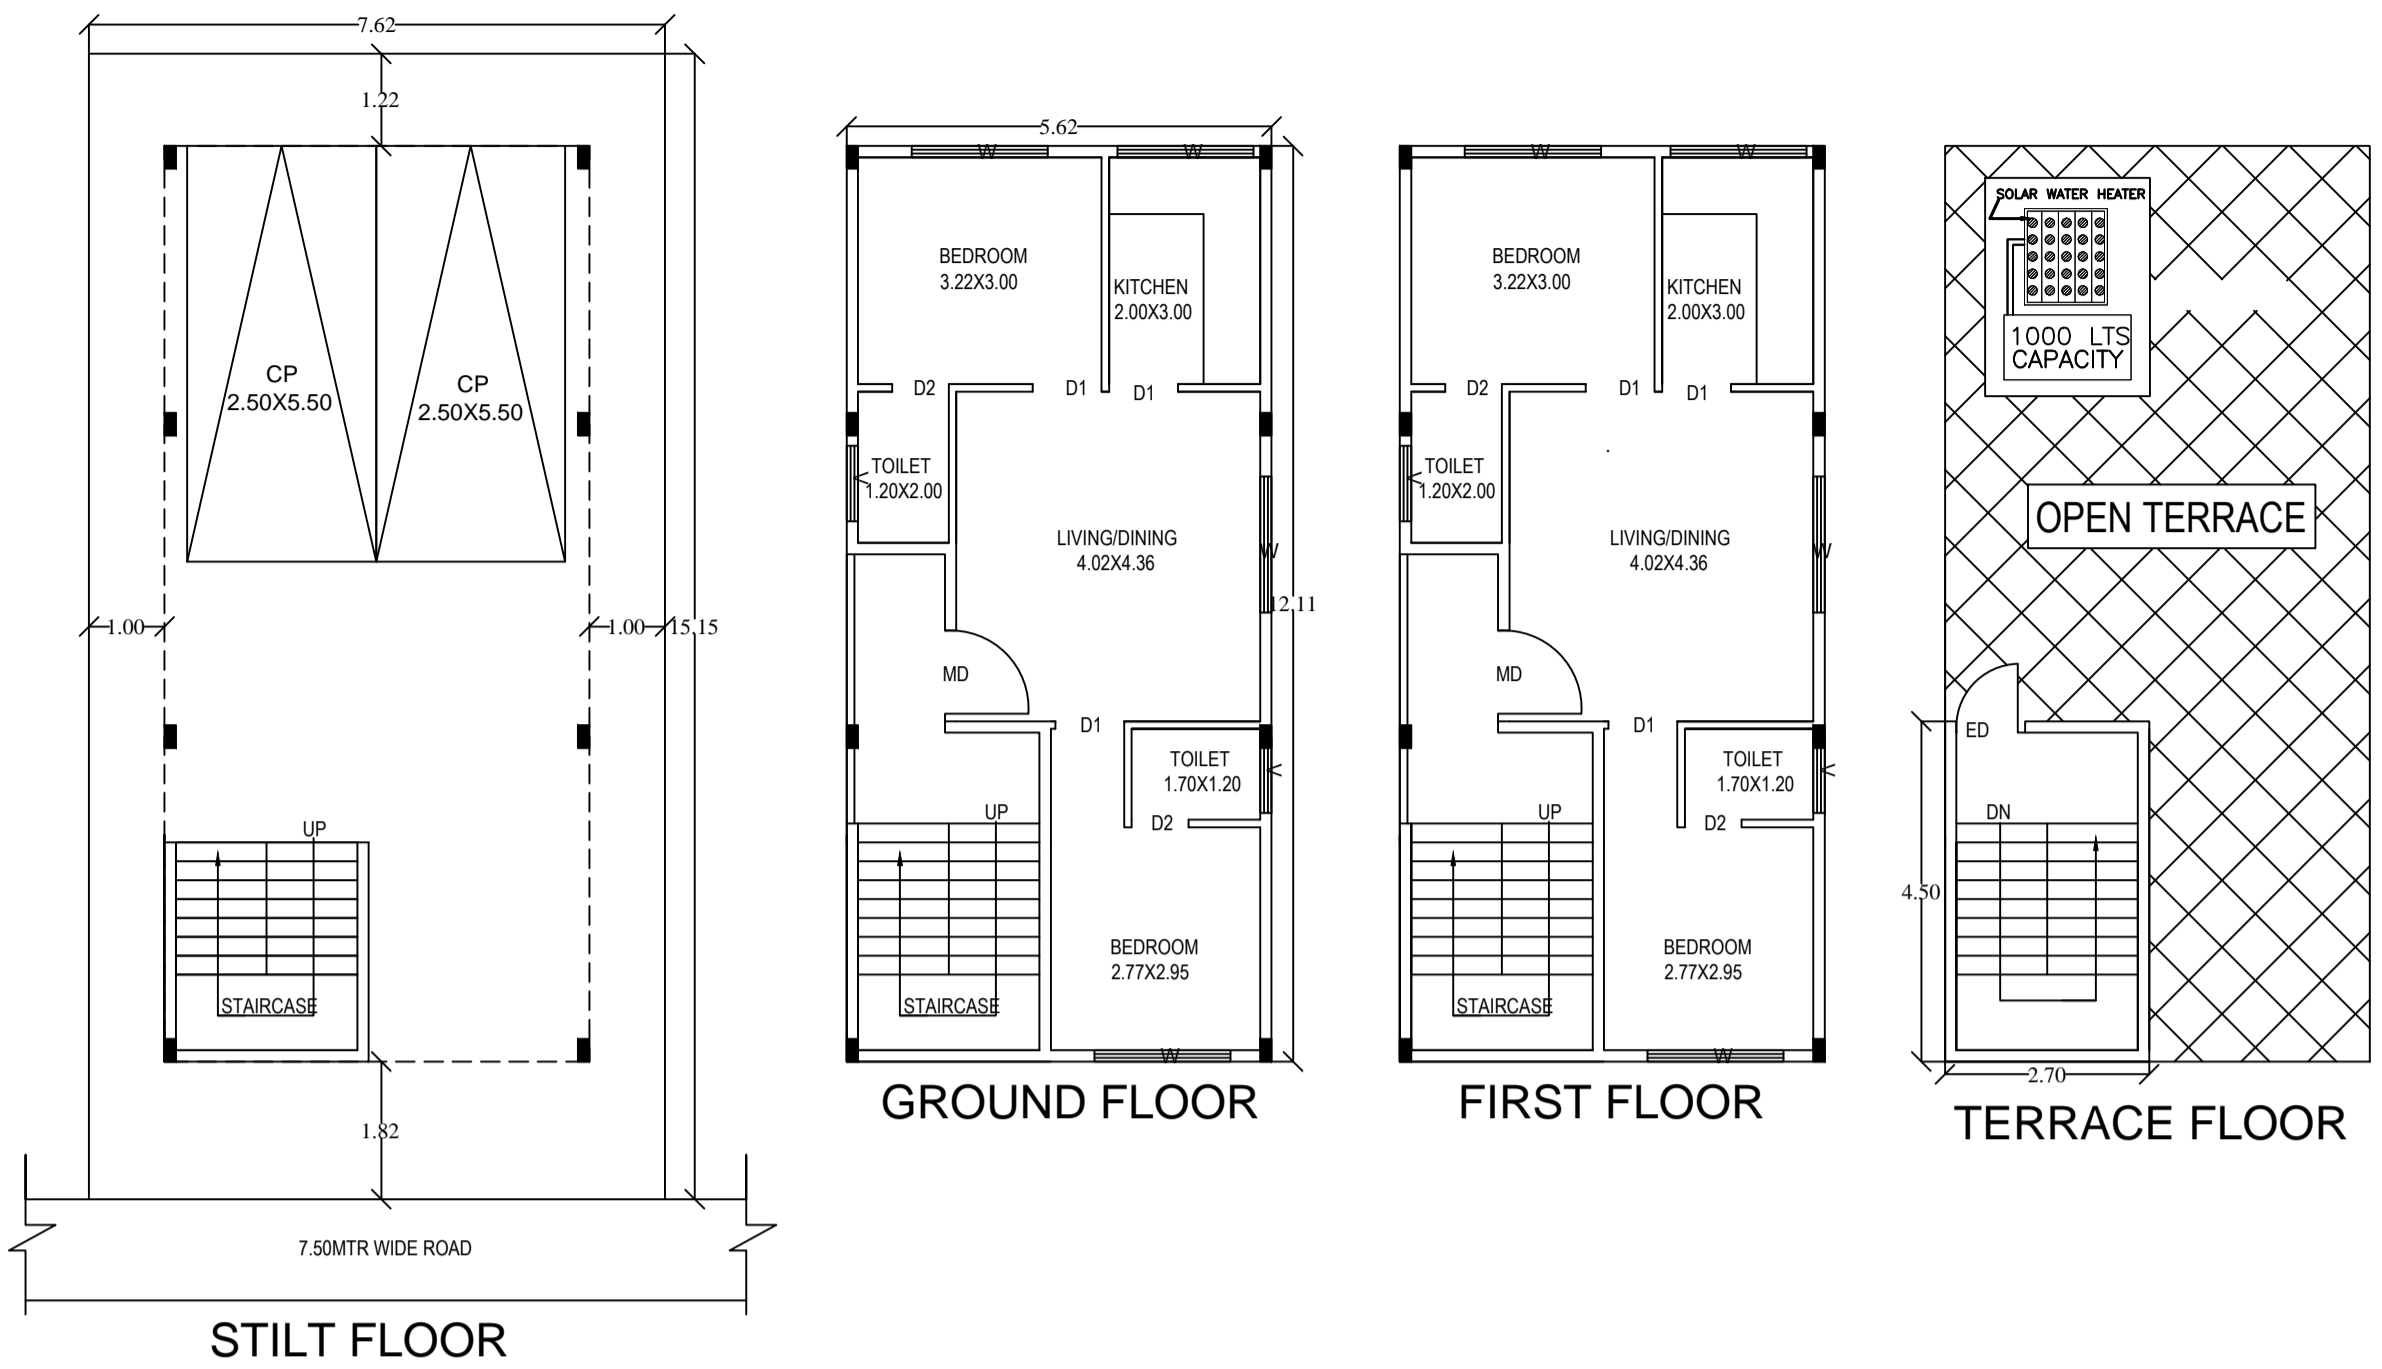 7.62
1.22
CP
2.50X5.50
CP
2.50X5.50
1.00
1.00
15.15
UP
STAIRCASE
1.82
7.50MTR WIDE ROAD
STILT FLOOR
5.62
W
W
BEDROOM
3.22X3.00
KITCHEN
2.00X3.00
D2
D1
D1
TOILET
1.20X2.00
V
LIVING/DINING
4.02X4.36
W
12.11
MD
D1
TOILET
1.70X1.20
V
UP
D2
BEDROOM
2.77X2.95
STAIRCASE
W
GROUND FLOOR
W
W
BEDROOM
3.22X3.00
KITCHEN
2.00X3.00
D2
D1
D1
TOILET
1.20X2.00
V
LIVING/DINING
4.02X4.36
W
MD
D1
TOILET
1.70X1.20
V
UP
D2
BEDROOM
2.77X2.95
STAIRCASE
W
FIRST FLOOR
SOLAR WATER HEATER
1000 LTS
CAPACITY
OPEN TERRACE
ED
DN
4.50
2.70
TERRACE FLOOR